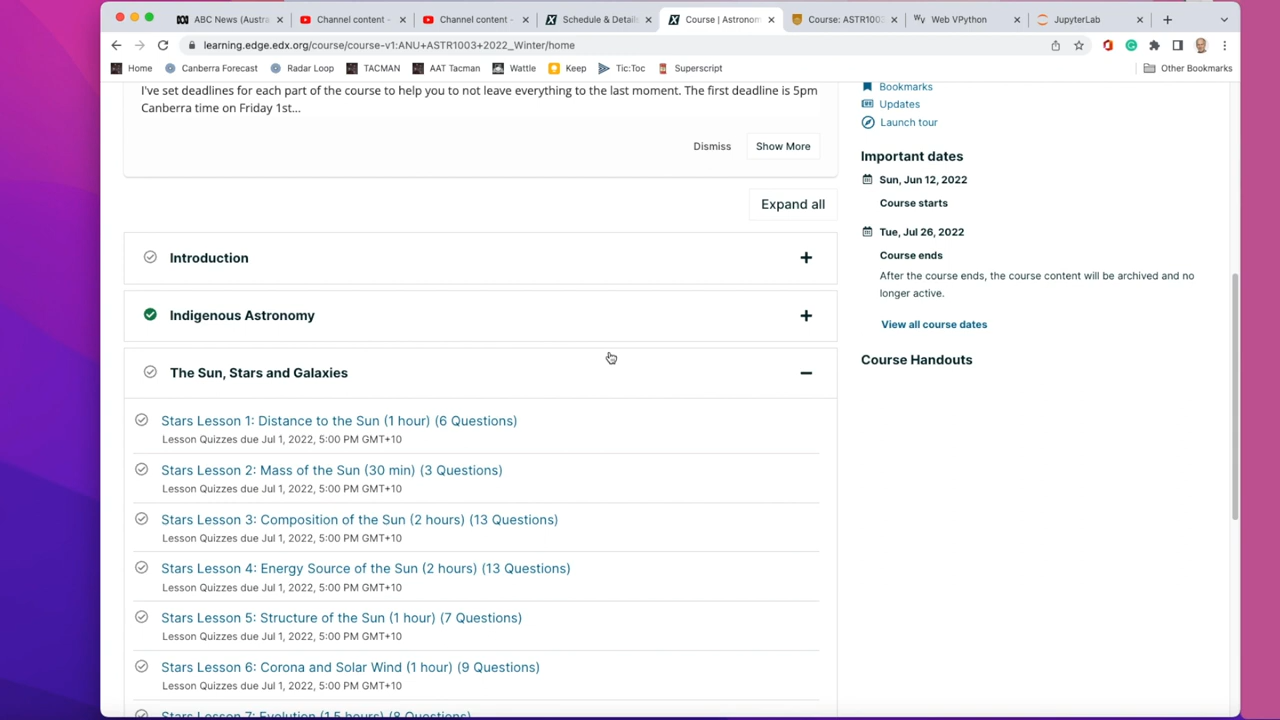 ABC News (Austra
Channel content -
Channel content -
Schedule & Details
Course | Astronom
Course: ASTR1003
Web VPython
JupyterLab
learning.edge.edx.org/course/course-v1:ANU+ASTR1003+2022_Winter/home
Home
Canberra Forecast
Radar Loop
TACMAN
AAT Tacman
Wattle
Keep
Tic:Toc
Superscript
Other Bookmarks
I've set deadlines for each part of the course to help you to not leave everything to the last moment. The first deadline is 5pm
Canberra time on Friday 1st...
Dismiss
Show More
Expand all
Introduction
Indigenous Astronomy
The Sun, Stars and Galaxies
Stars Lesson 1: Distance to the Sun (1 hour) (6 Questions)
Lesson Quizzes due Jul 1, 2022, 5:00 PM GMT+10
Stars Lesson 2: Mass of the Sun (30 min) (3 Questions)
Lesson Quizzes due Jul 1, 2022, 5:00 PM GMT+10
Stars Lesson 3: Composition of the Sun (2 hours) (13 Questions)
Lesson Quizzes due Jul 1, 2022, 5:00 PM GMT+10
Stars Lesson 4: Energy Source of the Sun (2 hours) (13 Questions)
Lesson Quizzes due Jul 1, 2022, 5:00 PM GMT+10
Stars Lesson 5: Structure of the Sun (1 hour) (7 Questions)
Lesson Quizzes due Jul 1, 2022, 5:00 PM GMT+10
Stars Lesson 6: Corona and Solar Wind (1 hour) (9 Questions)
Lesson Quizzes due Jul 1, 2022, 5:00 PM GMT+10
Stars Lesson 7: Evolution (1.5 hours) (8 Questions)
Bookmarks
Updates
Launch tour
Important dates
Sun, Jun 12, 2022
Course starts
Tue, Jul 26, 2022
Course ends
After the course ends, the course content will be archived and no
longer active.
View all course dates
Course Handouts